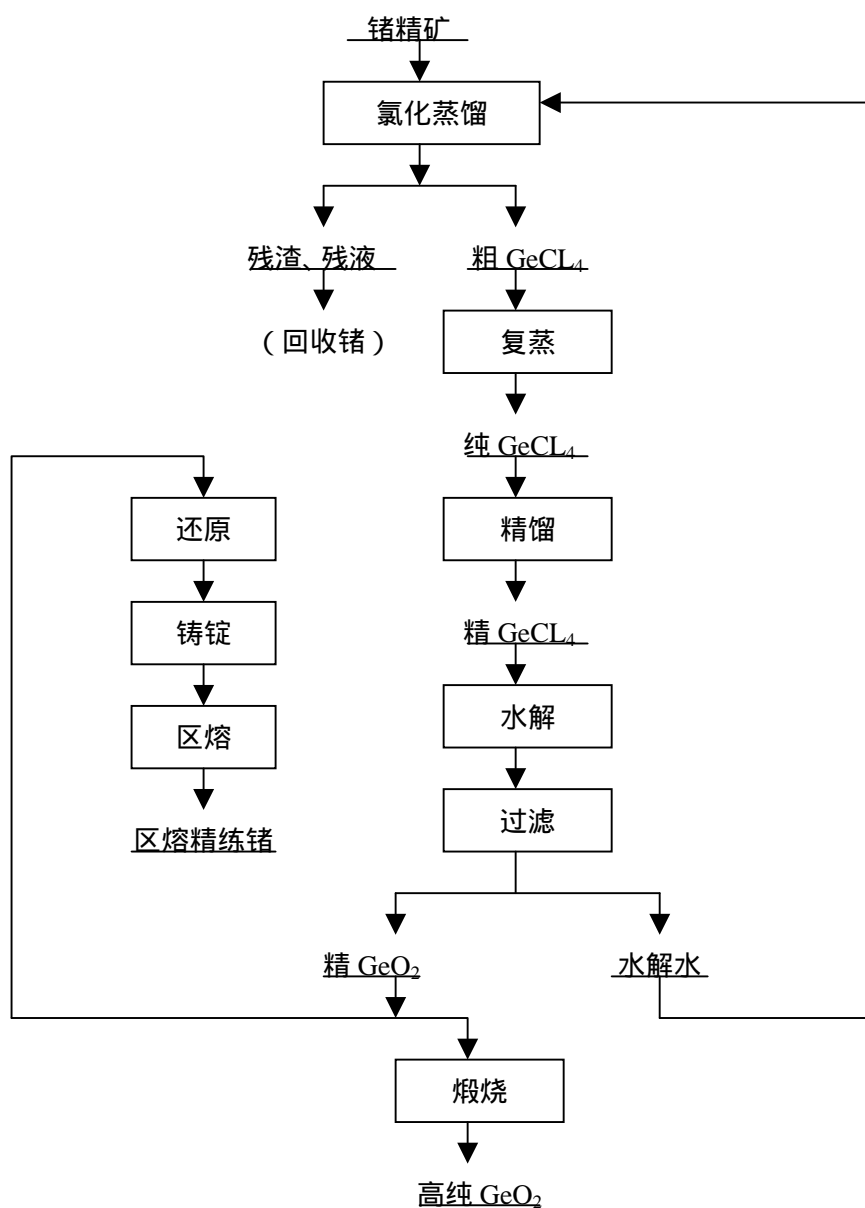 锗精矿
氯化蒸馏
残渣、残液
粗 GeCL₄
（回收锗）
复蒸
纯 GeCL₄
还原
精馏
铸锭
精 GeCL₄
区熔
水解
区熔精练锗
过滤
精 GeO₂
水解水
煅烧
高纯 GeO₂